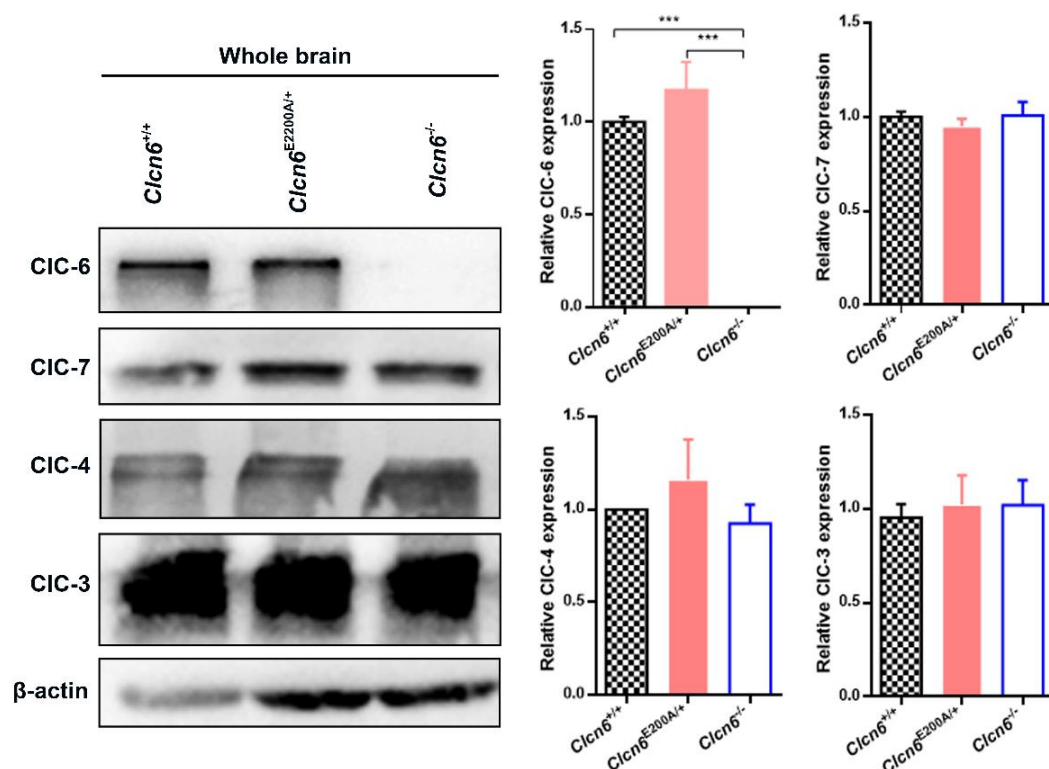 Whole brain
Clcn6+/+
Clcn6E2200A/+
Clcn6-/-
ClC-6
ClC-7
ClC-4
ClC-3
β-actin
***
***
Relative ClC-6 expression
1.5
1.0
0.5
0.0
Clcn6+/+
Clcn6E200A/+
Clcn6-/-
Relative ClC-7 expression
1.5
1.0
0.5
0.0
Clcn6+/+
Clcn6E200A/+
Clcn6-/-
Relative ClC-4 expression
1.5
1.0
0.5
0.0
Clcn6+/+
Clcn6E200A/+
Clcn6-/-
Relative ClC-3 expression
1.5
1.0
0.5
0.0
Clcn6+/+
Clcn6E200A/+
Clcn6-/-